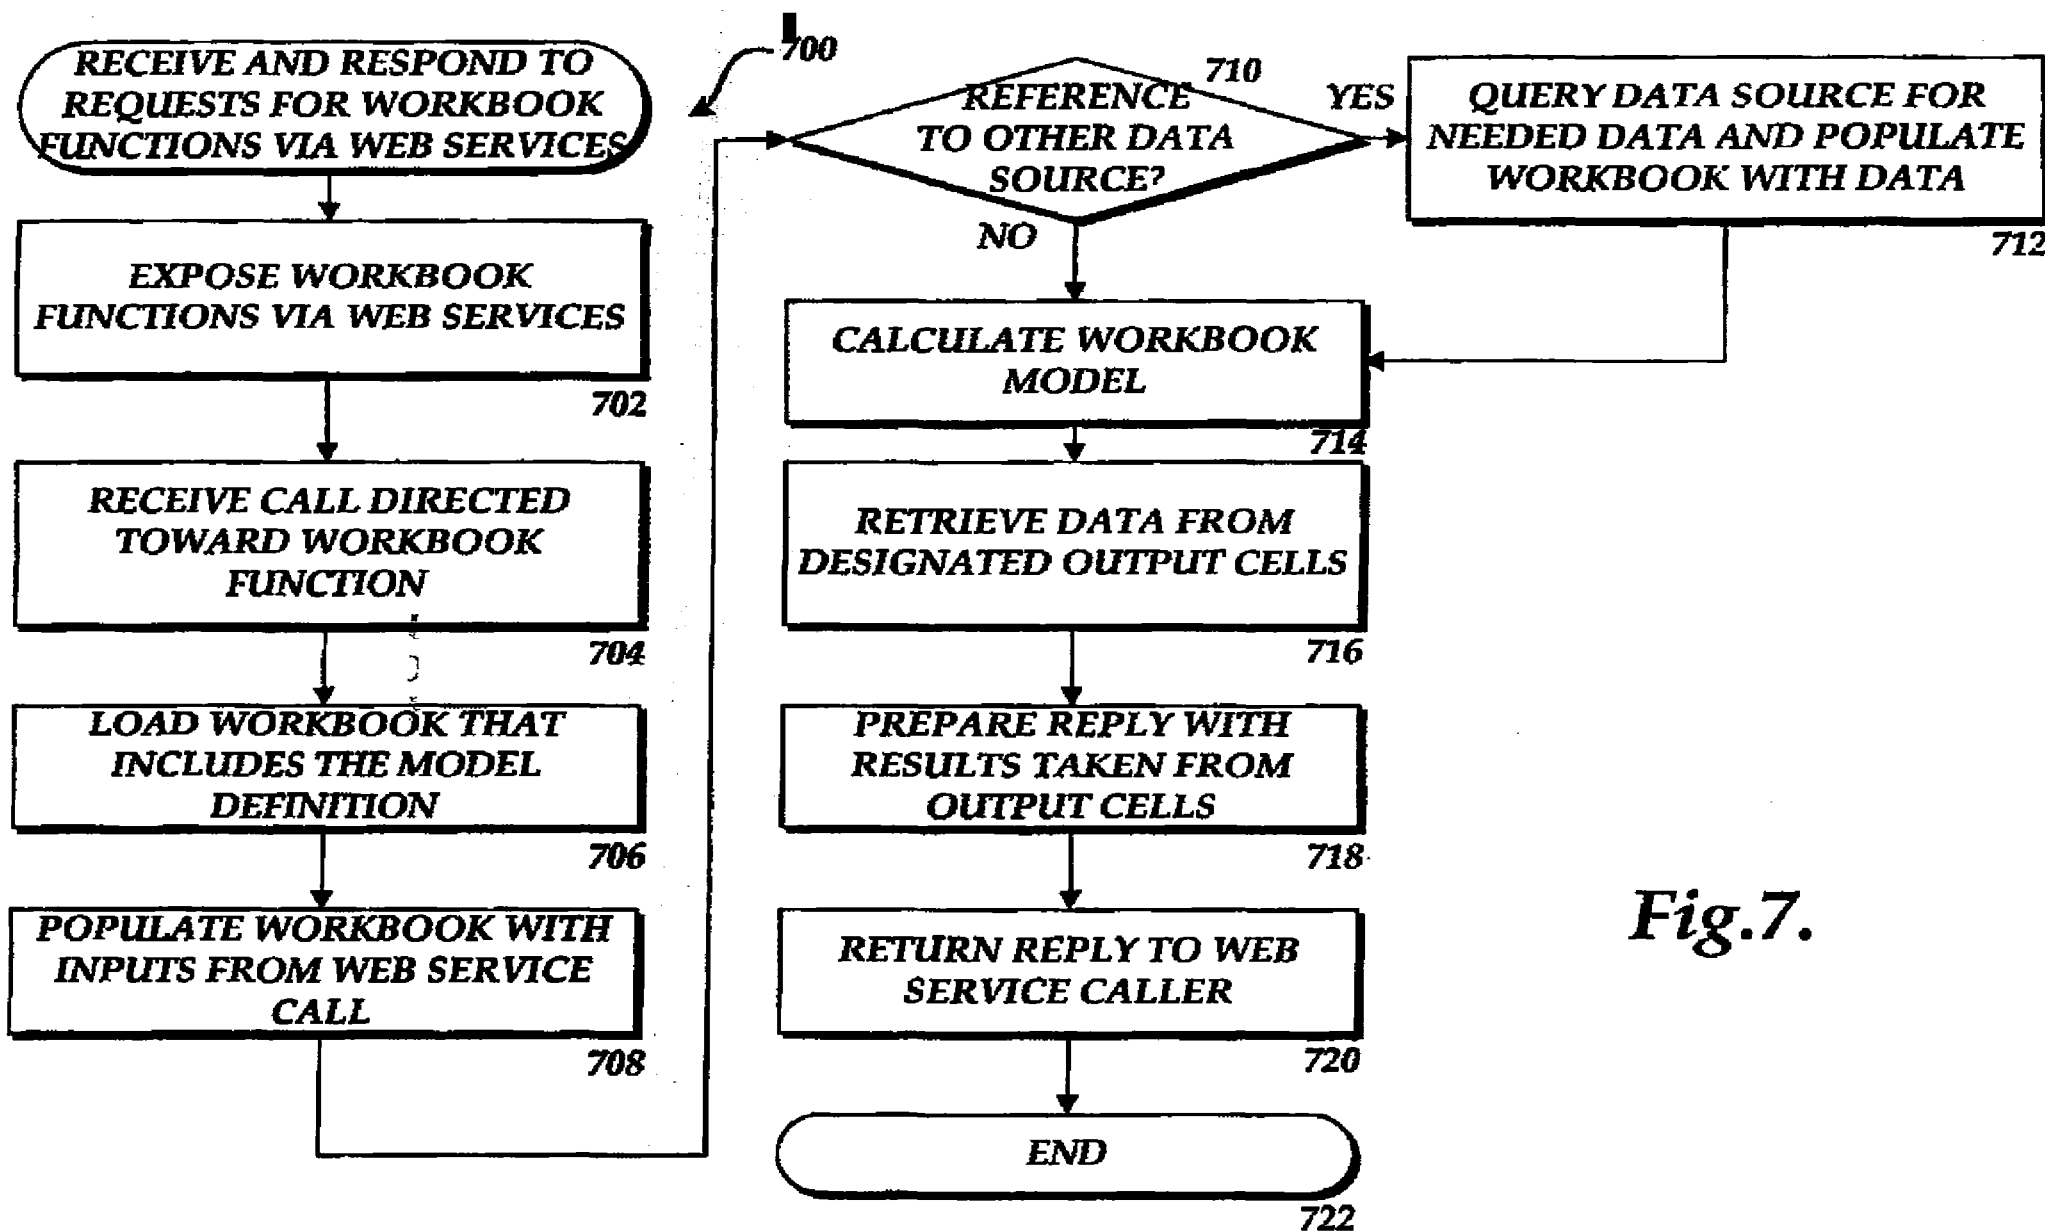 RECEIVE AND RESPOND TO
REQUESTS FOR WORKBOOK
FUNCTIONS VIA WEB SERVICES
EXPOSE WORKBOOK
FUNCTIONS VIA WEB SERVICES
702
RECEIVE CALL DIRECTED
TOWARD WORKBOOK
FUNCTION
704
LOAD WORKBOOK THAT
INCLUDES THE MODEL
DEFINITION
706
POPULATE WORKBOOK WITH
INPUTS FROM WEB SERVICE
CALL
708
700
710
REFERENCE
TO OTHER DATA
SOURCE?
YES
NO
QUERY DATA SOURCE FOR
NEEDED DATA AND POPULATE
WORKBOOK WITH DATA
712
CALCULATE WORKBOOK
MODEL
714
RETRIEVE DATA FROM
DESIGNATED OUTPUT CELLS
716
PREPARE REPLY WITH
RESULTS TAKEN FROM
OUTPUT CELLS
718
RETURN REPLY TO WEB
SERVICE CALLER
720
END
722
Fig.7.